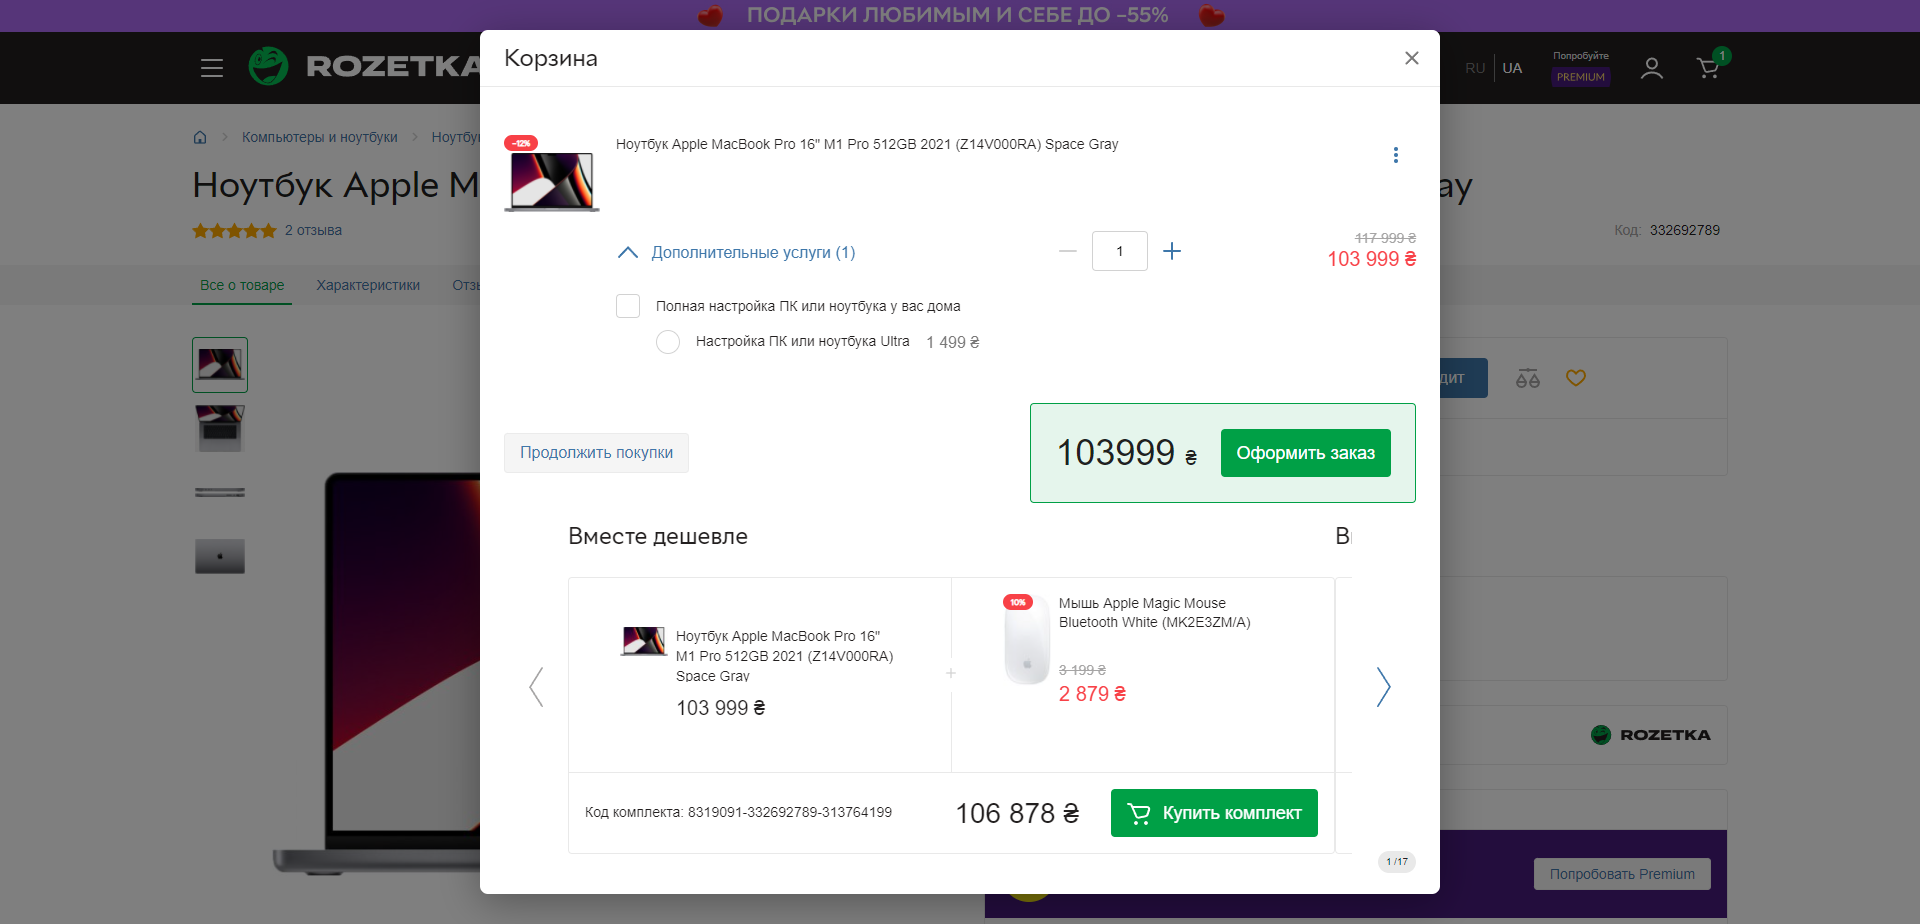 ПОДАРКИ ЛЮБИМЫМ И СЕБЕ ДО –55%
ROZETKA
RU UA
Попробуйте
PREMIUM
1
Корзина
Компьютеры и ноутбуки
Ноутбук Apple
2 отзыва
Код: 332692789
Все о товаре
Характеристики
–12%
Ноутбук Apple MacBook Pro 16" M1 Pro 512GB 2021 (Z14V000RA) Space Gray
Дополнительные услуги (1)
1
117 999 ₴
103 999 ₴
Полная настройка ПК или ноутбука у вас дома
Настройка ПК или ноутбука Ultra 1 499 ₴
Продолжить покупки
103999 ₴
Оформить заказ
Вместе дешевле
Ноутбук Apple MacBook Pro 16"
M1 Pro 512GB 2021 (Z14V000RA)
Space Gray
103 999 ₴
10%
Мышь Apple Magic Mouse
Bluetooth White (MK2E3ZM/A)
3 199 ₴
2 879 ₴
Код комплекта: 8319091-332692789-313764199
106 878 ₴
Купить комплект
1 /17
ROZETKA
Попробовать Premium